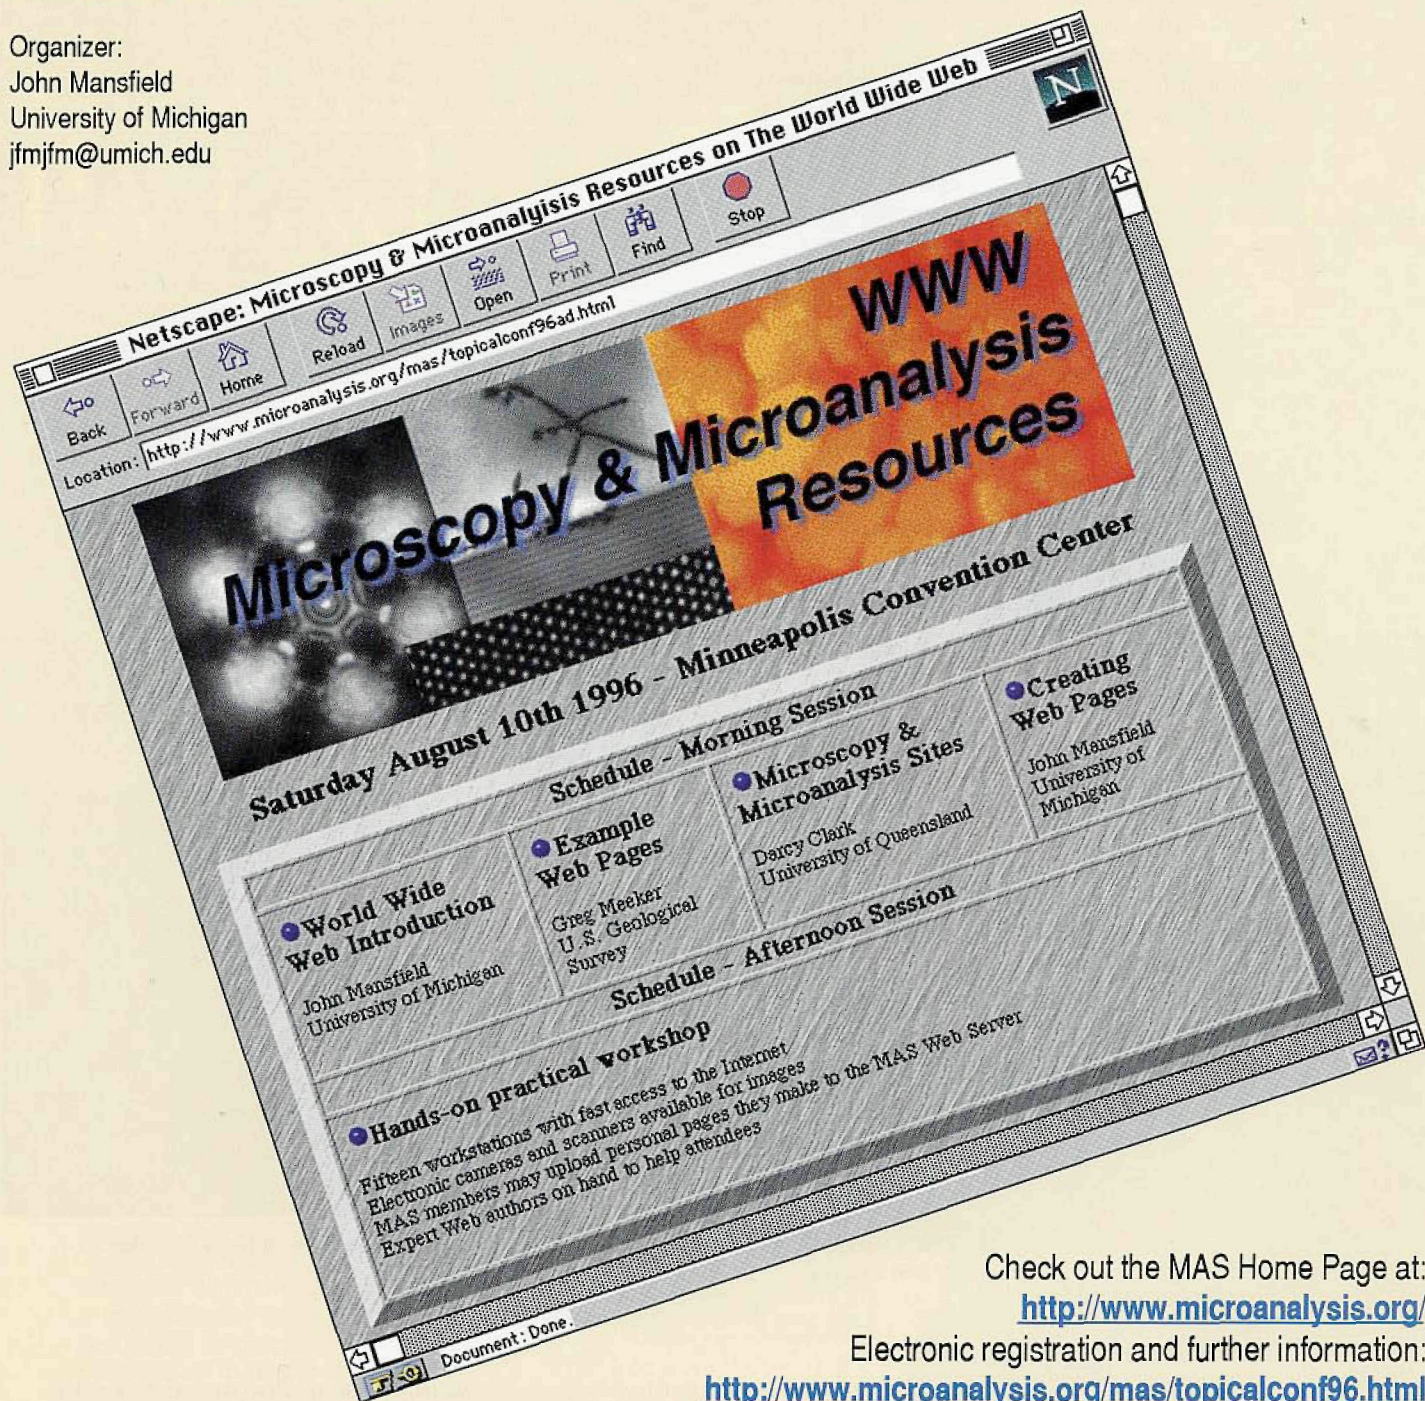 Organizer:
John Mansfield
University of Michigan
jfmjfm@umich.edu
Netscape: Microscopy & Microanalyisis Resources on The World Wide Web
N
Back
Forward
Home
Reload
Images
Open
Print
Find
Stop
Location: http://www.microanalysis.org/mas/topicalconf96ad.html
WWW
Microscopy & Microanalysis
Resources
Saturday August 10th 1996 - Minneapolis Convention Center
Schedule - Morning Session
World Wide
Web Introduction
John Mansfield
University of Michigan
Example
Web Pages
Greg Meeker
U.S. Geological
Survey
Microscopy &
Microanalysis Sites
Darcy Clark
University of Queensland
Creating
Web Pages
John Mansfield
University of
Michigan
Schedule - Afternoon Session
Hands-on practical workshop
Fifteen workstations with fast access to the Internet
Electronic cameras and scanners available for images
MAS members may upload personal pages they make to the MAS Web Server
Expert Web authors on hand to help attendees
Document: Done.
Check out the MAS Home Page at:
http://www.microanalysis.org/
Electronic registration and further information:
http://www.microanalysis.org/mas/topicalconf96.html